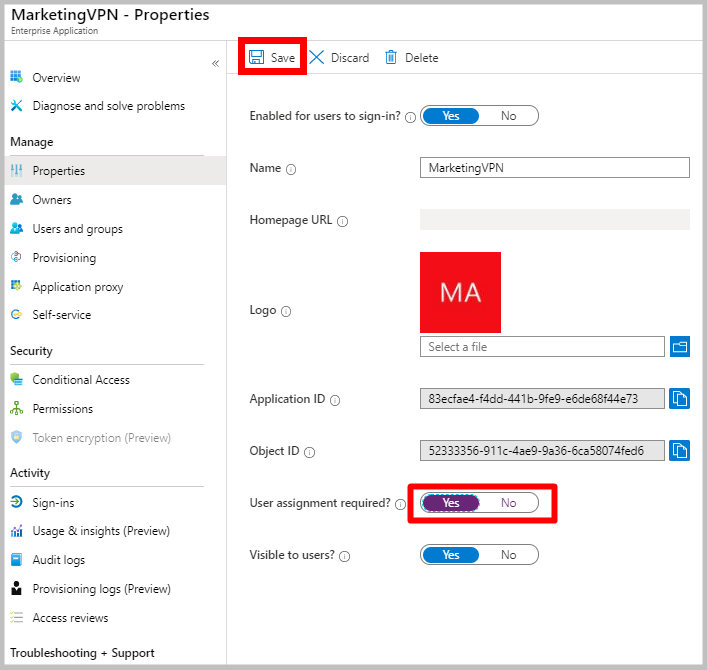 MarketingVPN - Properties
Enterprise Application
«
Overview
Diagnose and solve problems
Manage
Properties
Owners
Users and groups
Provisioning
Application proxy
Self-service
Security
Conditional Access
Permissions
Token encryption (Preview)
Activity
Sign-ins
Usage & insights (Preview)
Audit logs
Provisioning logs (Preview)
Access reviews
Troubleshooting + Support
Save Discard Delete
Enabled for users to sign-in? Yes No
Name MarketingVPN
Homepage URL
Logo MA
Select a file
Application ID 83ecfae4-f4dd-441b-9fe9-e6de68f44e73
Object ID 52333356-911c-4ae9-9a36-6ca58074fed6
User assignment required? Yes No
Visible to users? Yes No